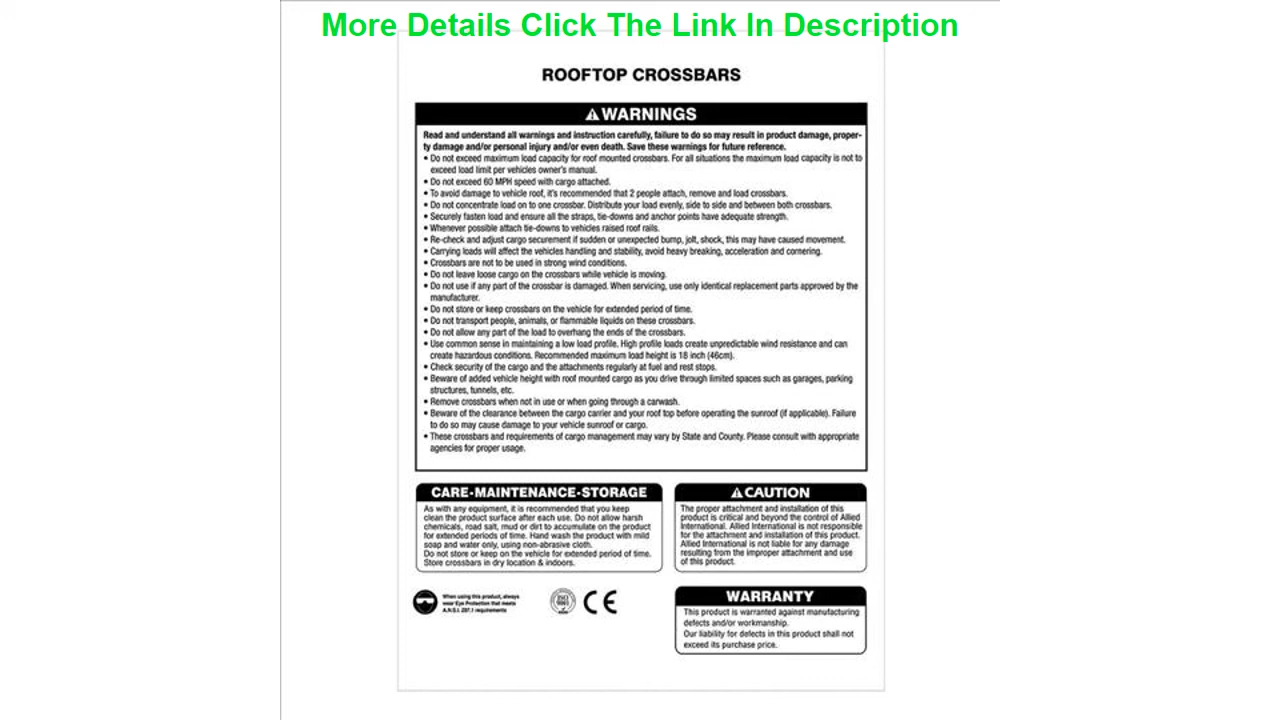 More Details Click The Link In Description
ROOFTOP CROSSBARS
⚠WARNINGS
Read and understand all warnings and instruction carefully, failure to do so may result in product damage, proper-
ty damage and/or personal injury and/or even death. Save these warnings for future reference.
• Do not exceed maximum load capacity for roof mounted crossbars. For all situations the maximum load capacity is not to
exceed load limit per vehicles owner's manual.
• Do not exceed 60 MPH speed with cargo attached.
• To avoid damage to vehicle roof, it's recommended that 2 people attach, remove and load crossbars.
• Do not concentrate load on to one crossbar. Distribute your load evenly, side to side and between both crossbars.
• Securely fasten load and ensure all the straps, tie-downs and anchor points have adequate strength.
• Whenever possible attach tie-downs to vehicles raised roof rails.
• Re-check and adjust cargo securement if sudden or unexpected bump, jolt, shock, this may have caused movement.
• Carrying loads will affect the vehicles handling and stability, avoid heavy breaking, acceleration and cornering.
• Crossbars are not to be used in strong wind conditions.
• Do not leave loose cargo on the crossbars while vehicle is moving.
• Do not use if any part of the crossbar is damaged. When servicing, use only identical replacement parts approved by the
manufacturer.
• Do not store or keep crossbars on the vehicle for extended period of time.
• Do not transport people, animals, or flammable liquids on these crossbars.
• Do not allow any part of the load to overhang the ends of the crossbars.
• Use common sense in maintaining a low load profile. High profile loads create unpredictable wind resistance and can
create hazardous conditions. Recommended maximum load height is 18 inch (46cm).
• Check security of the cargo and the attachments regularly at fuel and rest stops.
• Beware of added vehicle height with roof mounted cargo as you drive through limited spaces such as garages, parking
structures, tunnels, etc.
• Remove crossbars when not in use or when going through a carwash.
• Beware of the clearance between the cargo carrier and your roof top before operating the sunroof (if applicable). Failure
to do so may cause damage to your vehicle sunroof or cargo.
• These crossbars and requirements of cargo management may vary by State and County. Please consult with appropriate
agencies for proper usage.
CARE-MAINTENANCE-STORAGE
As with any equipment, it is recommended that you keep
clean the product surface after each use. Do not allow harsh
chemicals, road salt, mud or dirt to accumulate on the product
for extended periods of time. Hand wash the product with mild
soap and water only, using non-abrasive cloth.
Do not store or keep on the vehicle for extended period of time.
Store crossbars in dry location & indoors.
⚠CAUTION
The proper attachment and installation of this
product is critical and beyond the control of Allied
International. Allied International is not responsible
for the attachment and installation of this product.
Allied International is not liable for any damage
resulting from the improper attachment and use
of this product.
When using this product, always
wear Eye Protection that meets
A.N.S.I. Z87.1 requirements
ISO
9001
CE
WARRANTY
This product is warranted against manufacturing
defects and/or workmanship.
Our liability for defects in this product shall not
exceed its purchase price.